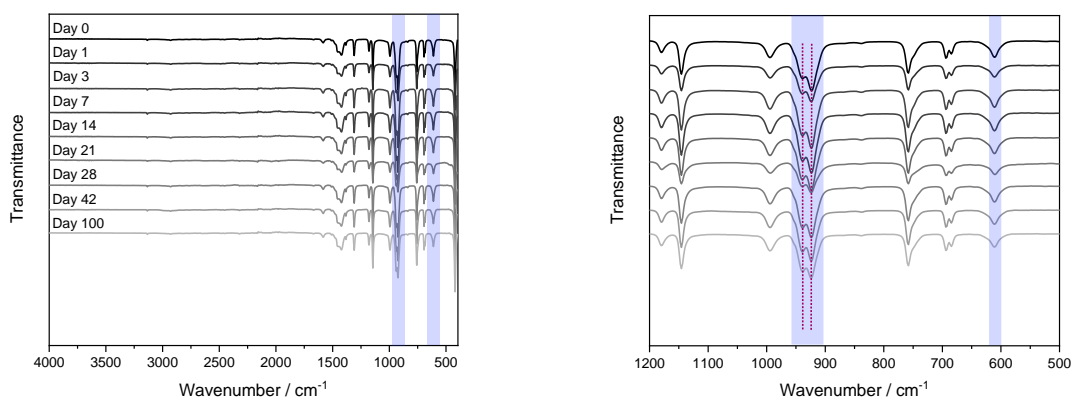 Day 0
Day 1
Day 3
Day 7
Day 14
Day 21
Day 28
Day 42
Day 100
Transmittance
4000 3500 3000 2500 2000 1500 1000 500
Wavenumber / cm⁻¹
Transmittance
1200 1100 1000 900 800 700 600 500
Wavenumber / cm⁻¹